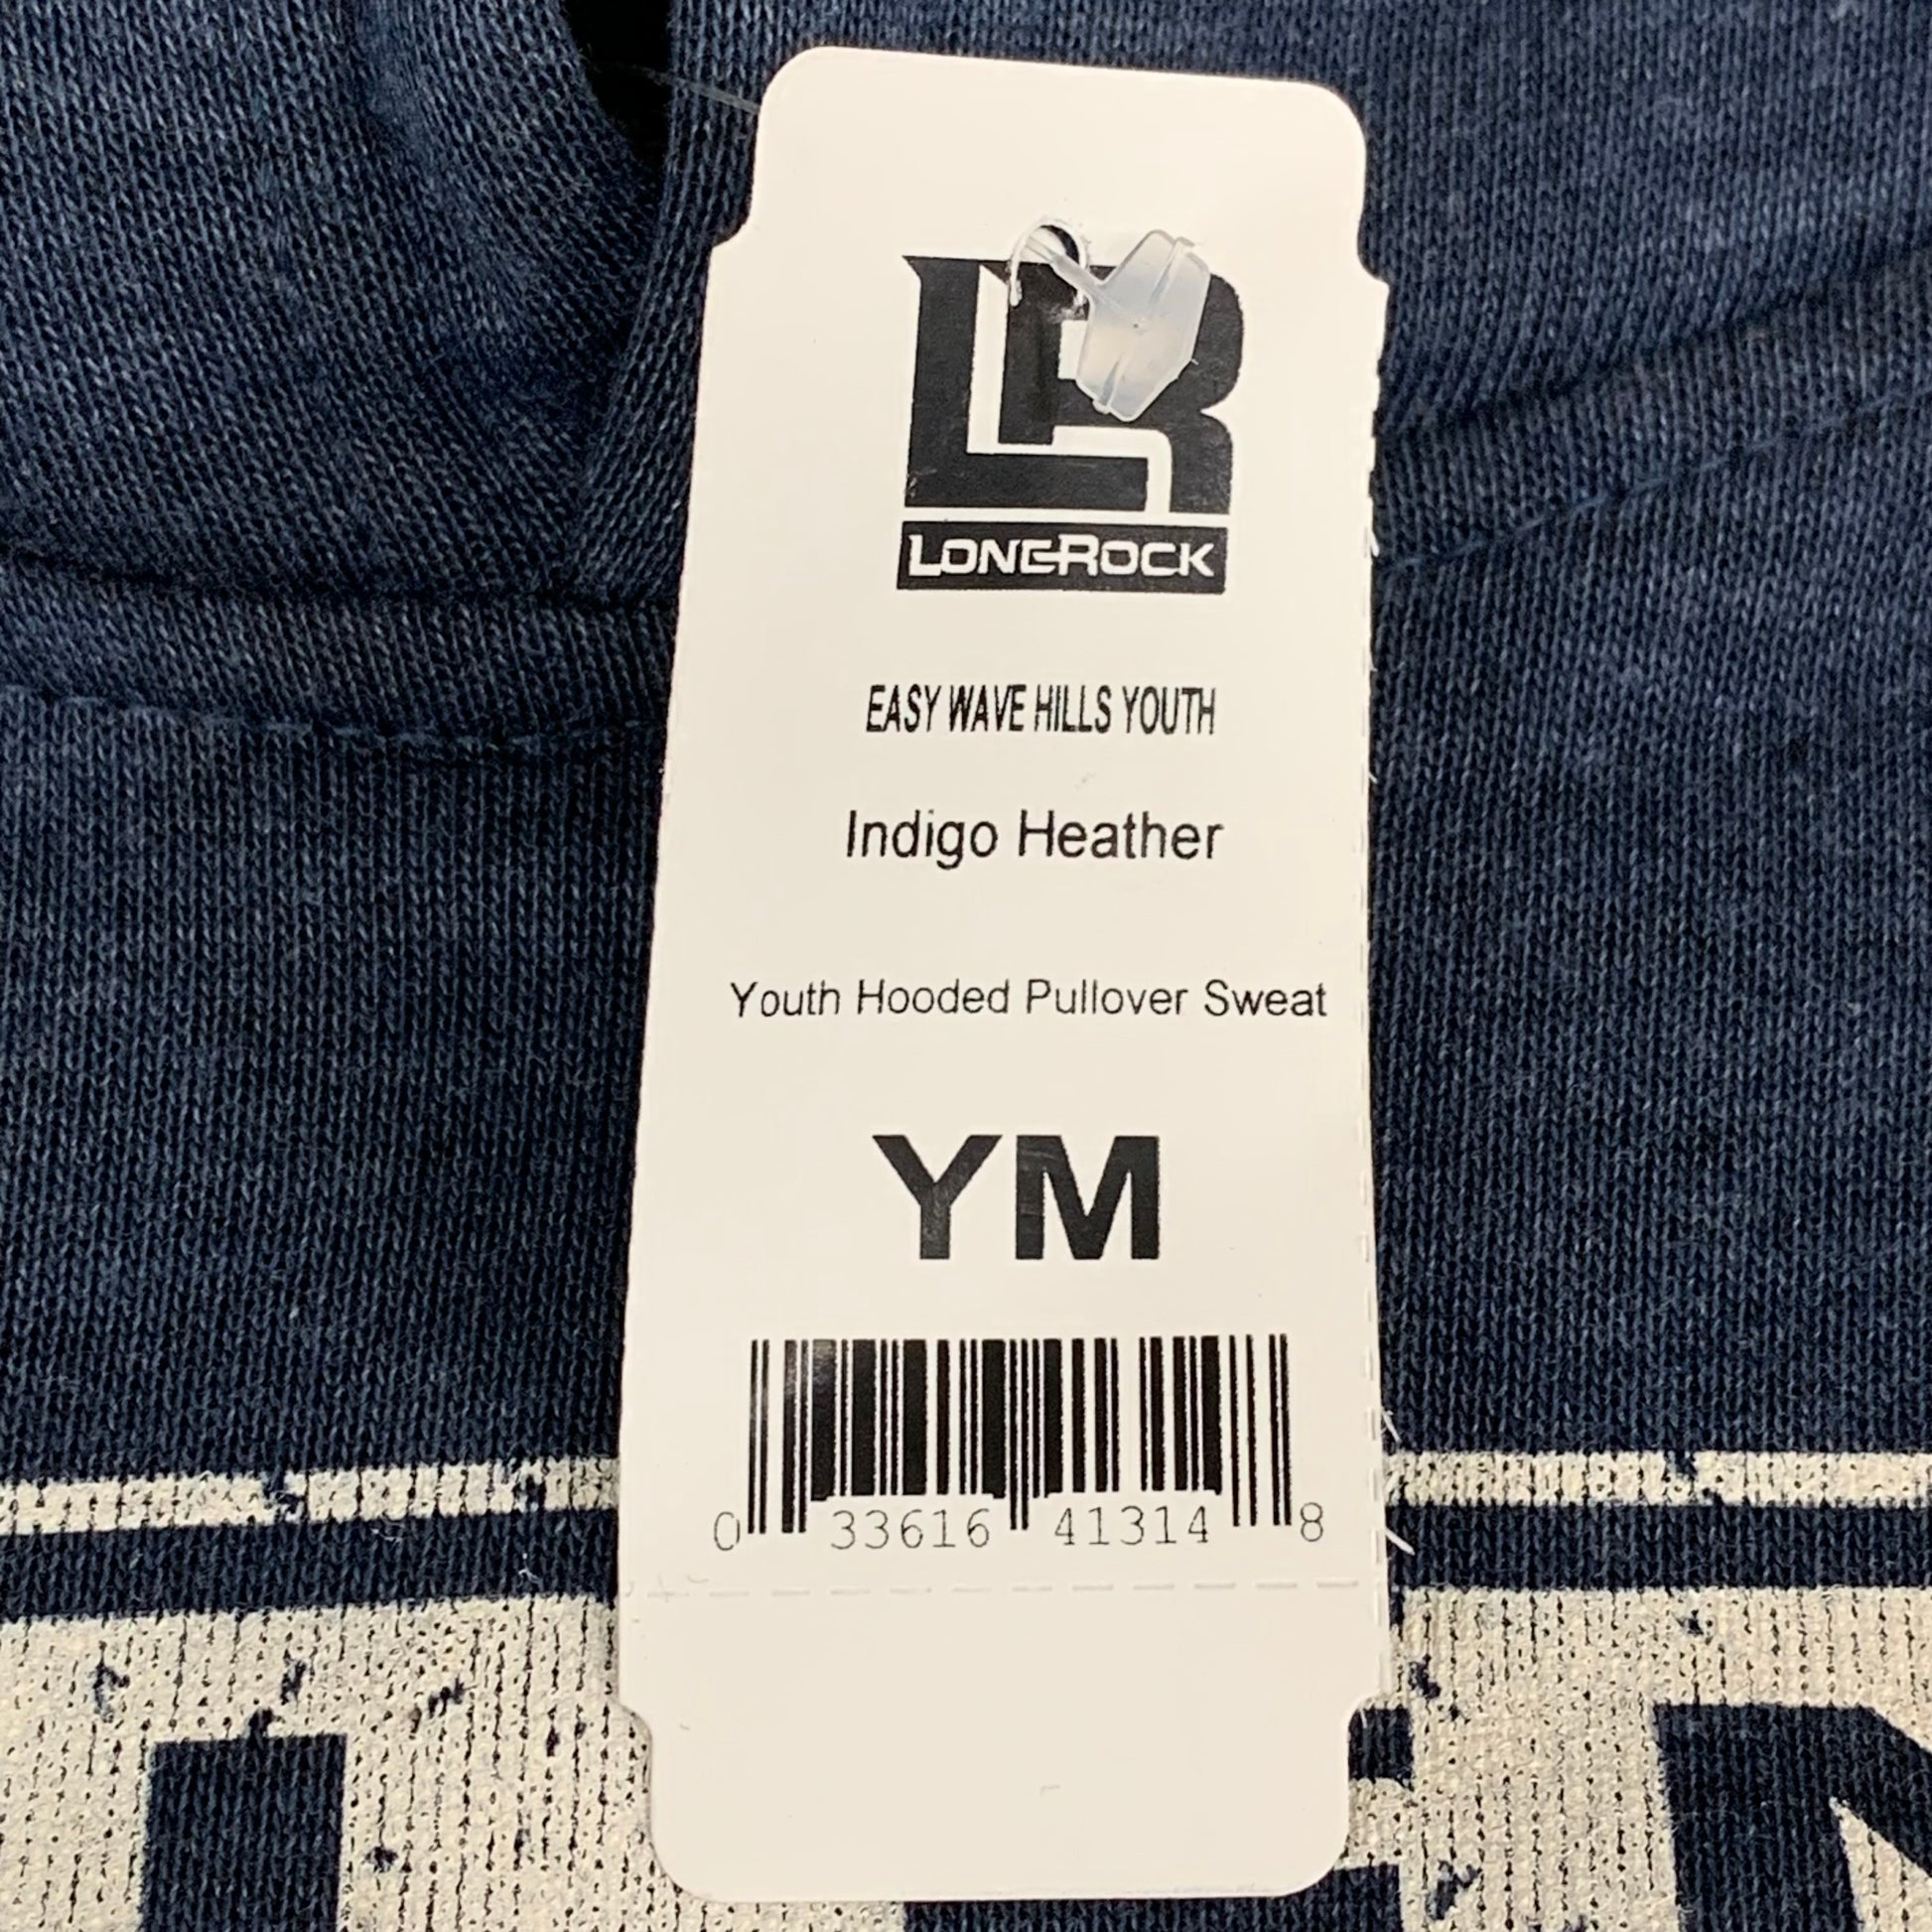 LR
LONEROCK
EASY WAVE HILLS YOUTH
Indigo Heather
Youth Hooded Pullover Sweat
YM
0 33616 41314 8